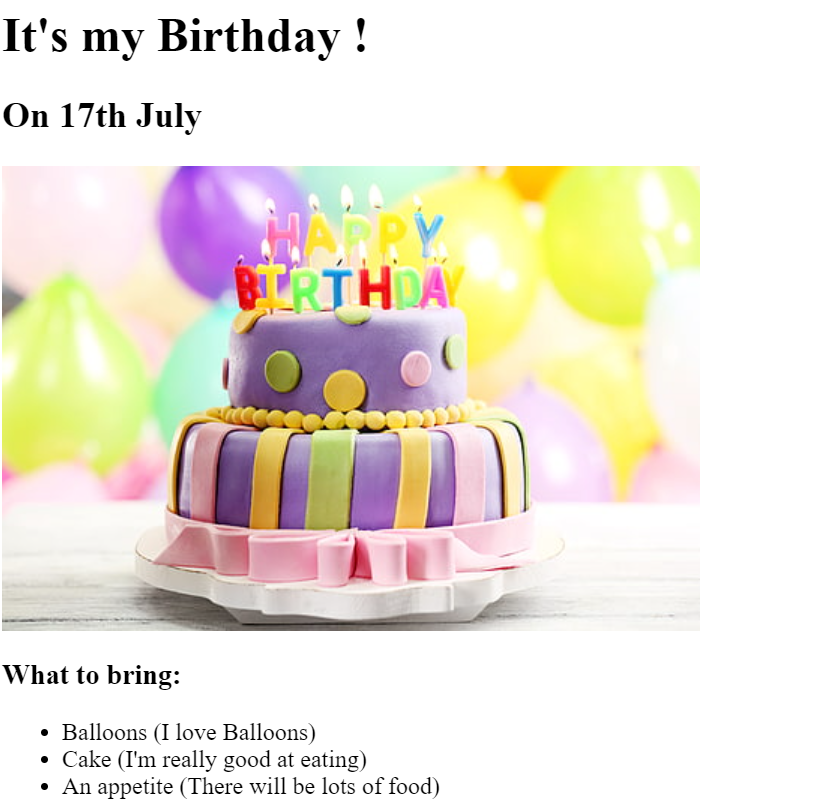 It's my Birthday !
On 17th July
HAPPY
BIRTHDAY
What to bring:
Balloons (I love Balloons)
Cake (I'm really good at eating)
An appetite (There will be lots of food)